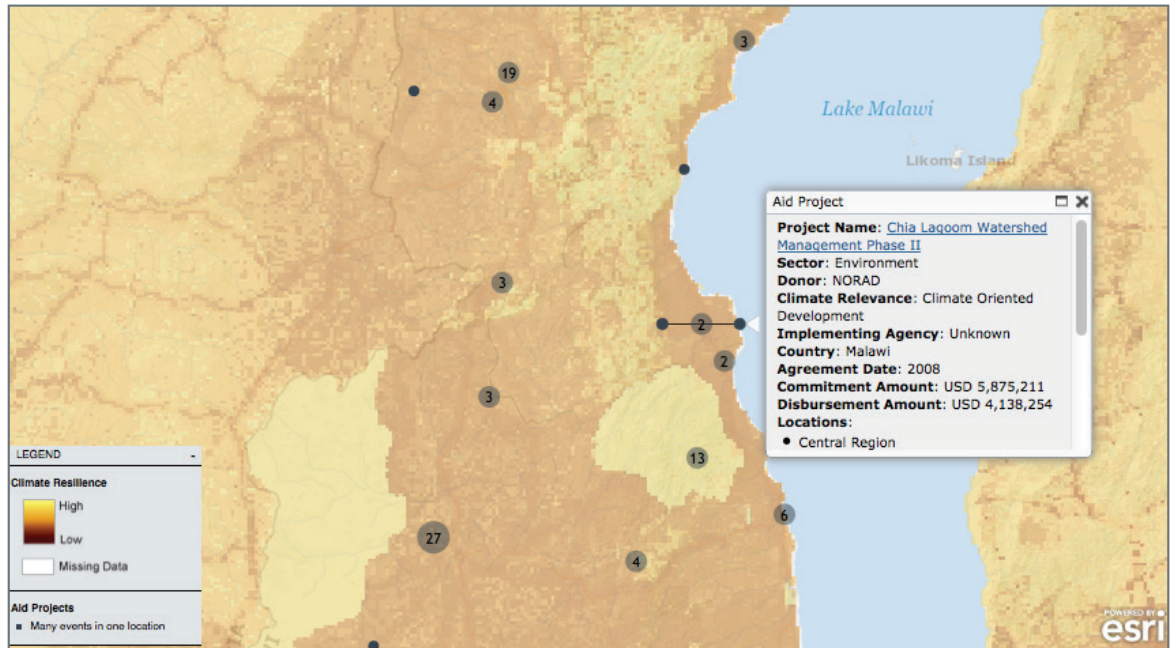 3
19
4
Lake Malawi
Likoma Island
Aid Project
Project Name: Chia Lagoom Watershed
Management Phase II
Sector: Environment
Donor: NORAD
Climate Relevance: Climate Oriented
Development
Implementing Agency: Unknown
Country: Malawi
Agreement Date: 2008
Commitment Amount: USD 5,875,211
Disbursement Amount: USD 4,138,254
Locations:
• Central Region
3
2
2
3
13
6
27
4
LEGEND -
Climate Resilience
High
Low
Missing Data
Aid Projects
Many events in one location
POWERED BY
esri